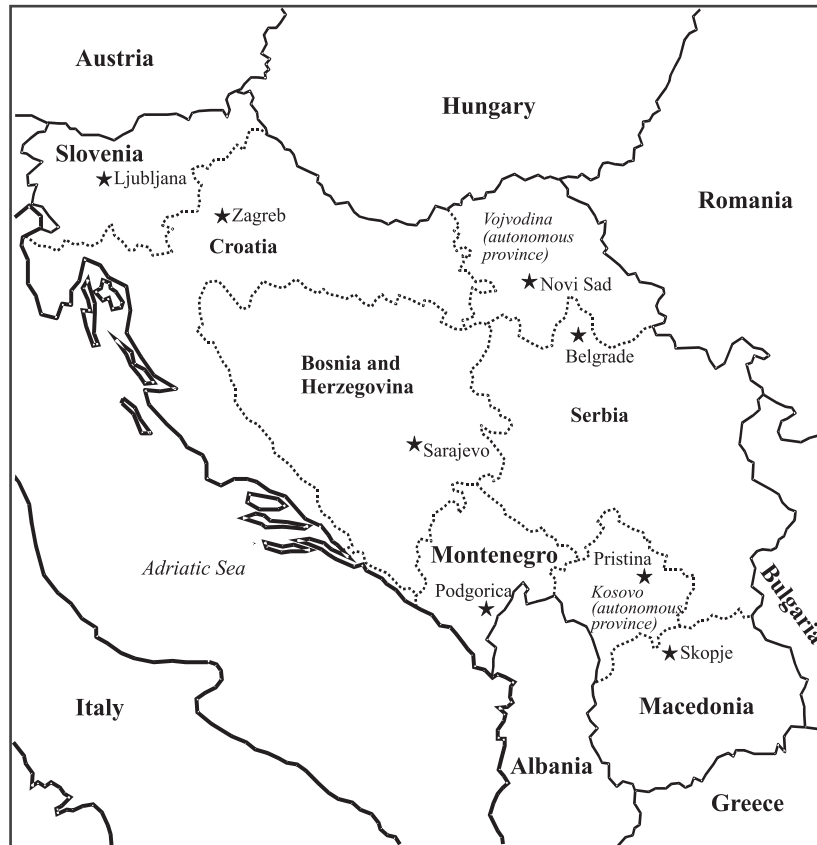 Austria
Hungary
Slovenia
Ljubljana
Romania
Zagreb
Croatia
Vojvodina
(autonomous
province)
Novi Sad
Belgrade
Bosnia and
Herzegovina
Serbia
Sarajevo
Adriatic Sea
Montenegro
Pristina
Podgorica
Kosovo
(autonomous
province)
Bulgaria
Skopje
Italy
Macedonia
Albania
Greece